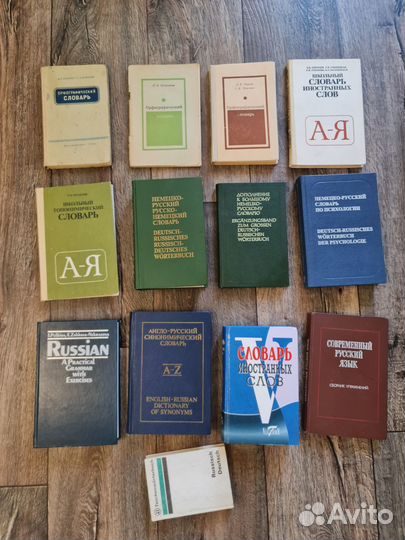 ОРФОГРАФИЧЕСКИЙ
СЛОВАРЬ
Орфографический
словарь
Орфографический
словарь
ШКОЛЬНЫЙ
СЛОВАРЬ
ИНОСТРАННЫХ
СЛОВ
А-Я
ШКОЛЬНЫЙ
ТОПОНИМИЧЕСКИЙ
СЛОВАРЬ
А-Я
НЕМЕЦКО-
РУССКИЙ
РУССКО-
НЕМЕЦКИЙ
СЛОВАРЬ
DEUTSCH-
RUSSISCHES
RUSSISCH-
DEUTSCHES
WÖRTERBUCH
ДОПОЛНЕНИЕ
К БОЛЬШОМУ
НЕМЕЦКО-
РУССКОМУ
СЛОВАРЮ
ERGÄNZUNGSBAND
ZUM GROSSEN
DEUTSCH-
RUSSISCHEN
WÖRTERBUCH
НЕМЕЦКО-РУССКИЙ
СЛОВАРЬ
ПО ПСИХОЛОГИИ
DEUTSCH-RUSSISCHES
WÖRTERBUCH
DER PSYCHOLOGIE
RUSSIAN
A PRACTICAL
GRAMMAR with
Exercises
АНГЛО-РУССКИЙ
СИНОНИМИЧЕСКИЙ
СЛОВАРЬ
A-Z
ENGLISH-RUSSIAN
DICTIONARY
OF SYNONYMS
СЛОВАРЬ
ИНОСТРАННЫХ
СЛОВ
СОВРЕМЕННЫЙ
РУССКИЙ
ЯЗЫК
СБОРНИК УПРАЖНЕНИЙ
Taschenwörterbuch
Russisch
Deutsch
Avito